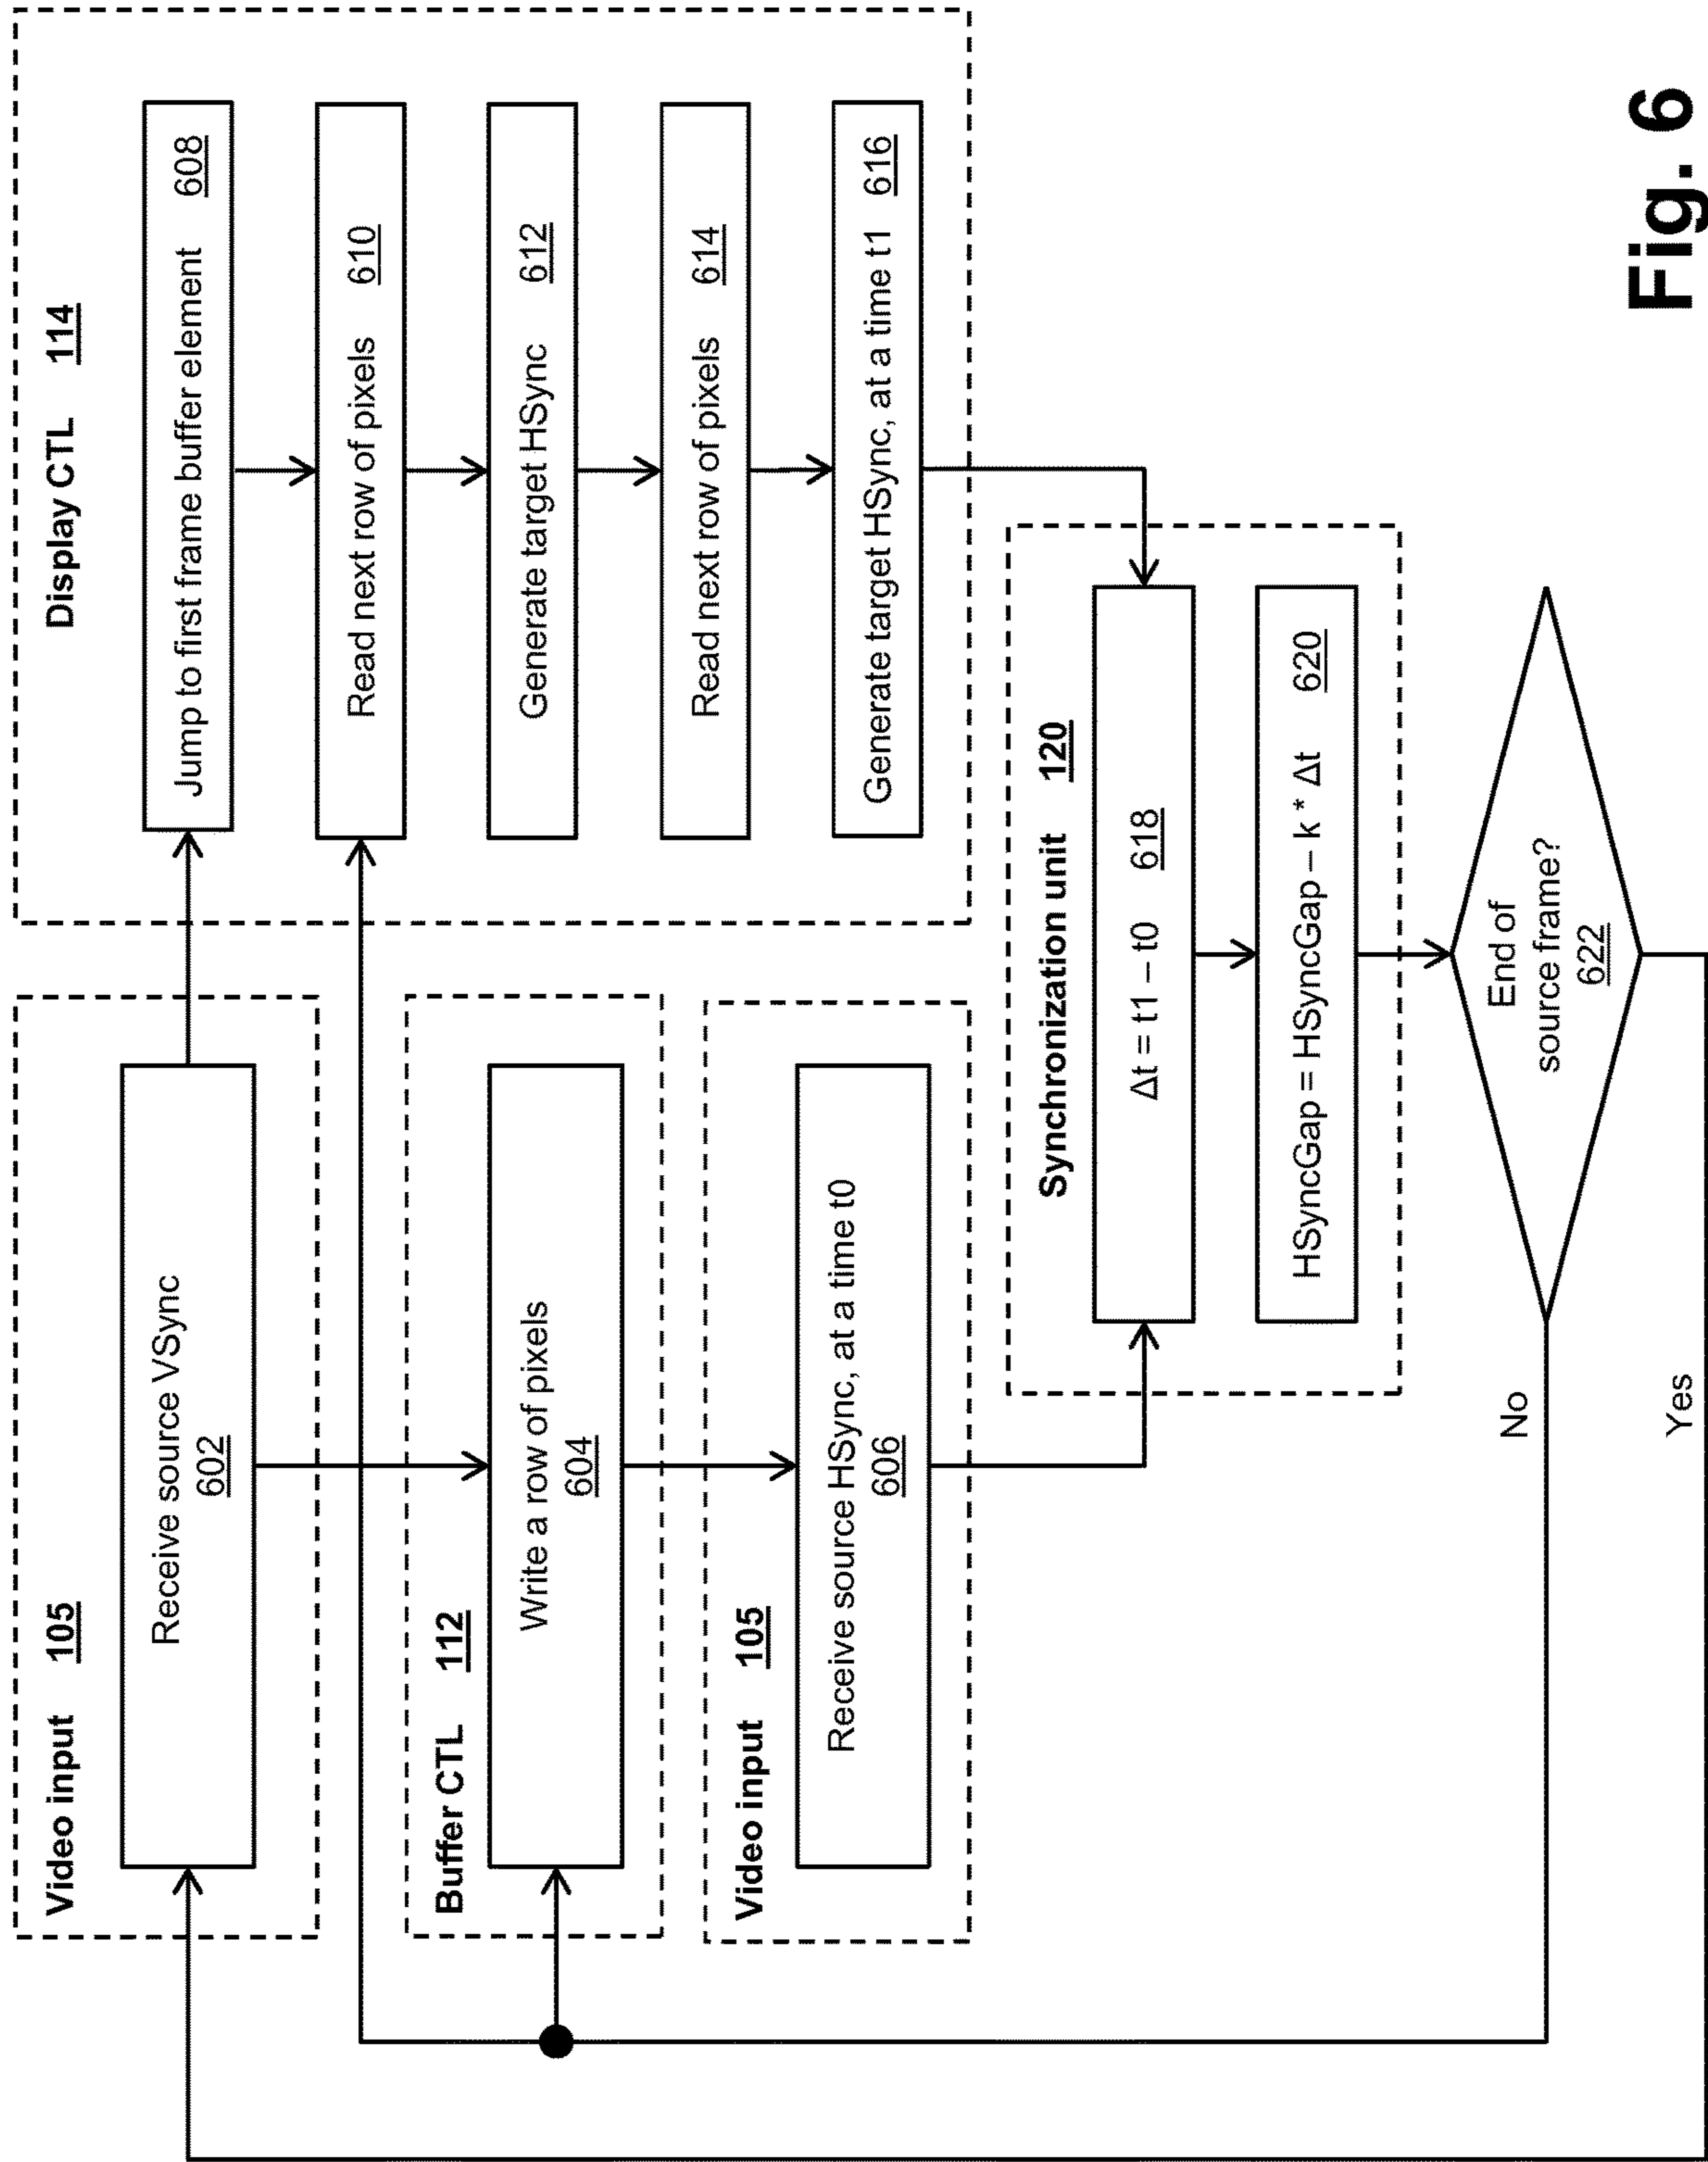 Video input 105
Receive source VSync
602
Buffer CTL 112
Write a row of pixels
604
Video input 105
Receive source HSync, at a time t0
606
Display CTL 114
Jump to first frame buffer element 608
Read next row of pixels 610
Generate target HSync 612
Read next row of pixels 614
Generate target HSync, at a time t1 616
Synchronization unit 120
Δt = t1 – t0 618
HSyncGap = HSyncGap – k * Δt 620
End of
source frame?
622
No
Yes
Fig. 6